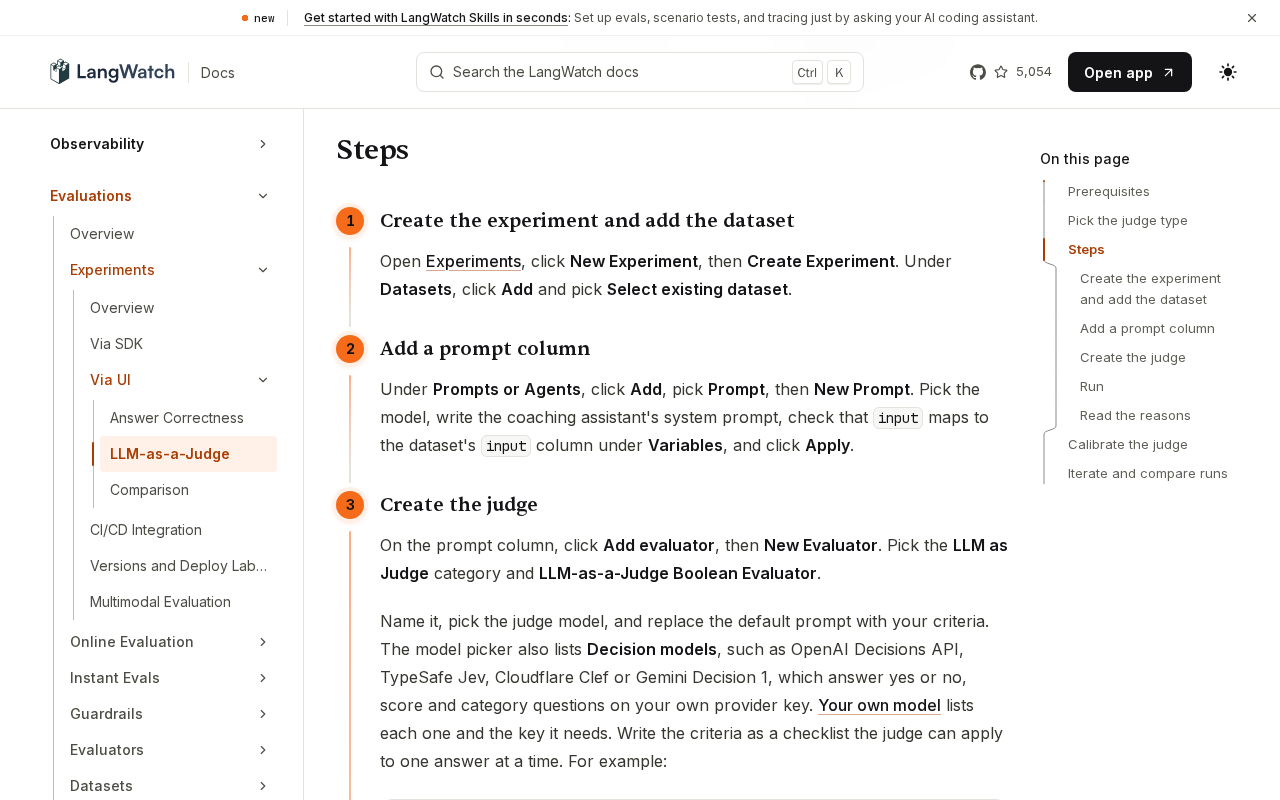 new
Get started with LangWatch Skills in seconds: Set up evals, scenario tests, and tracing just by asking your AI coding assistant.
LangWatch
Docs
Search the LangWatch docs
Ctrl
K
5,054
Open app
Observability
Evaluations
Overview
Experiments
Overview
Via SDK
Via UI
Answer Correctness
LLM-as-a-Judge
Comparison
CI/CD Integration
Versions and Deploy Lab...
Multimodal Evaluation
Online Evaluation
Instant Evals
Guardrails
Evaluators
Datasets
Steps
1
Create the experiment and add the dataset
Open Experiments, click New Experiment, then Create Experiment. Under
Datasets, click Add and pick Select existing dataset.
2
Add a prompt column
Under Prompts or Agents, click Add, pick Prompt, then New Prompt. Pick the
model, write the coaching assistant's system prompt, check that input maps to
the dataset's input column under Variables, and click Apply.
3
Create the judge
On the prompt column, click Add evaluator, then New Evaluator. Pick the LLM as
Judge category and LLM-as-a-Judge Boolean Evaluator.
Name it, pick the judge model, and replace the default prompt with your criteria.
The model picker also lists Decision models, such as OpenAI Decisions API,
TypeSafe Jev, Cloudflare Clef or Gemini Decision 1, which answer yes or no,
score and category questions on your own provider key. Your own model lists
each one and the key it needs. Write the criteria as a checklist the judge can apply
to one answer at a time. For example:
On this page
Prerequisites
Pick the judge type
Steps
Create the experiment
and add the dataset
Add a prompt column
Create the judge
Run
Read the reasons
Calibrate the judge
Iterate and compare runs